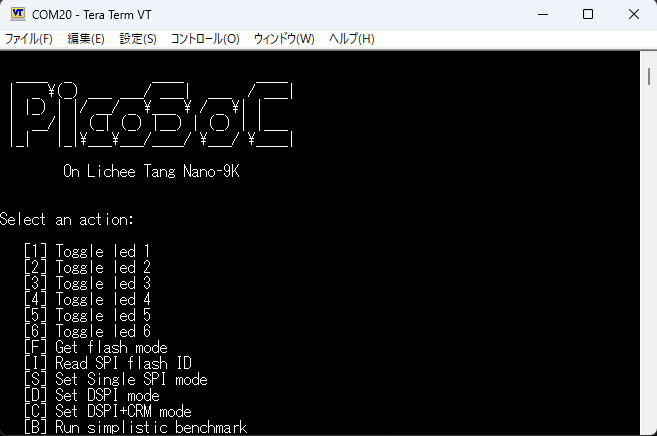 COM20 - Tera Term VT
ファイル(F) 編集(E) 設定(S) コントロール(O) ウィンドウ(W) ヘルプ(H)
PicoSoC
On Lichee Tang Nano-9K
Select an action:
[1] Toggle led 1
[2] Toggle led 2
[3] Toggle led 3
[4] Toggle led 4
[5] Toggle led 5
[6] Toggle led 6
[F] Get flash mode
[I] Read SPI flash ID
[S] Set Single SPI mode
[D] Set DSPI mode
[C] Set DSPI+CRM mode
[B] Run simplistic benchmark